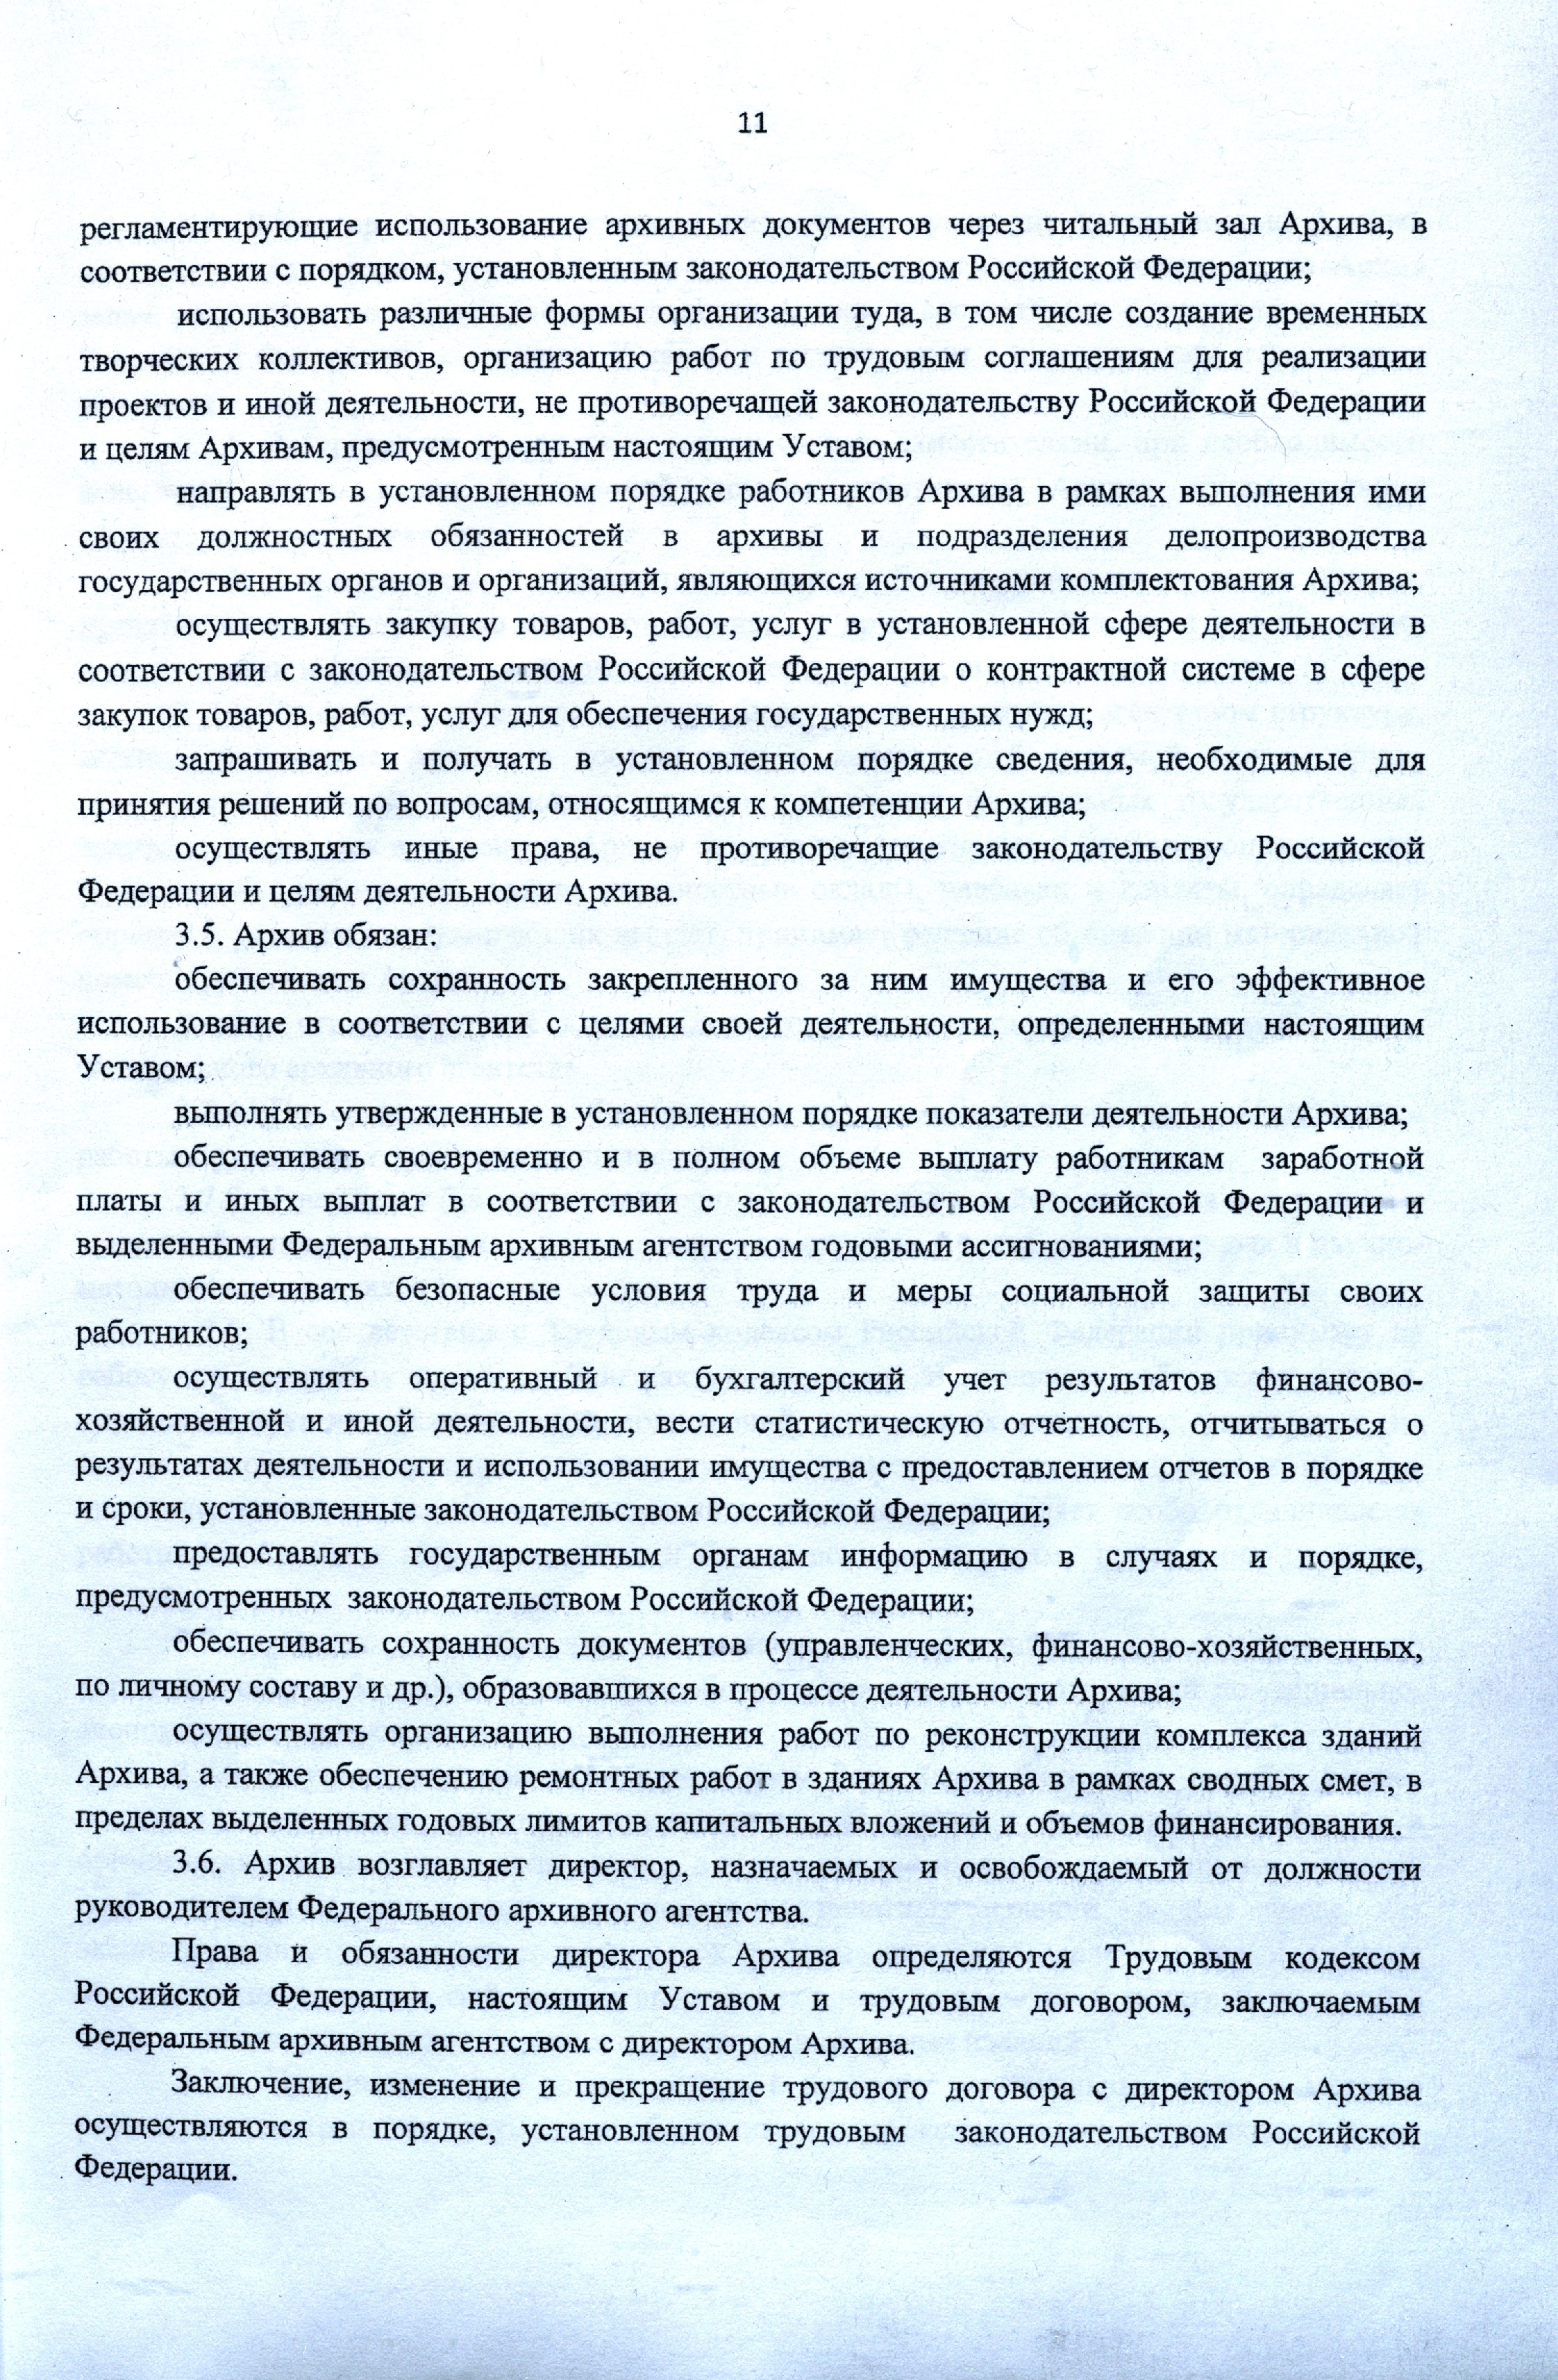 11
регламентирующие использование архивных документов через читальный зал Архива, в
соответствии с порядком, установленным законодательством Российской Федерации;
использовать различные формы организации туда, в том числе создание временных
творческих коллективов, организацию работ по трудовым соглашениям для реализации
проектов и иной деятельности, не противоречащей законодательству Российской Федерации
и целям Архивам, предусмотренным настоящим Уставом;
направлять в установленном порядке работников Архива в рамках выполнения ими
своих должностных обязанностей в архивы и подразделения делопроизводства
государственных органов и организаций, являющихся источниками комплектования Архива;
осуществлять закупку товаров, работ, услуг в установленной сфере деятельности в
соответствии с законодательством Российской Федерации о контрактной системе в сфере
закупок товаров, работ, услуг для обеспечения государственных нужд;
запрашивать и получать в установленном порядке сведения, необходимые для
принятия решений по вопросам, относящимся к компетенции Архива;
осуществлять иные права, не противоречащие законодательству Российской
Федерации и целям деятельности Архива.
3.5. Архив обязан:
обеспечивать сохранность закрепленного за ним имущества и его эффективное
использование в соответствии с целями своей деятельности, определенными настоящим
Уставом;
выполнять утвержденные в установленном порядке показатели деятельности Архива;
обеспечивать своевременно и в полном объеме выплату работникам заработной
платы и иных выплат в соответствии с законодательством Российской Федерации и
выделенными Федеральным архивным агентством годовыми ассигнованиями;
обеспечивать безопасные условия труда и меры социальной защиты своих
работников;
осуществлять оперативный и бухгалтерский учет результатов финансово-
хозяйственной и иной деятельности, вести статистическую отчетность, отчитываться о
результатах деятельности и использовании имущества с предоставлением отчетов в порядке
и сроки, установленные законодательством Российской Федерации;
предоставлять государственным органам информацию в случаях и порядке,
предусмотренных законодательством Российской Федерации;
обеспечивать сохранность документов (управленческих, финансово-хозяйственных,
по личному составу и др.), образовавшихся в процессе деятельности Архива;
осуществлять организацию выполнения работ по реконструкции комплекса зданий
Архива, а также обеспечению ремонтных работ в зданиях Архива в рамках сводных смет, в
пределах выделенных годовых лимитов капитальных вложений и объемов финансирования.
3.6. Архив возглавляет директор, назначаемых и освобождаемый от должности
руководителем Федерального архивного агентства.
Права и обязанности директора Архива определяются Трудовым кодексом
Российской Федерации, настоящим Уставом и трудовым договором, заключаемым
Федеральным архивным агентством с директором Архива.
Заключение, изменение и прекращение трудового договора с директором Архива
осуществляются в порядке, установленном трудовым законодательством Российской
Федерации.